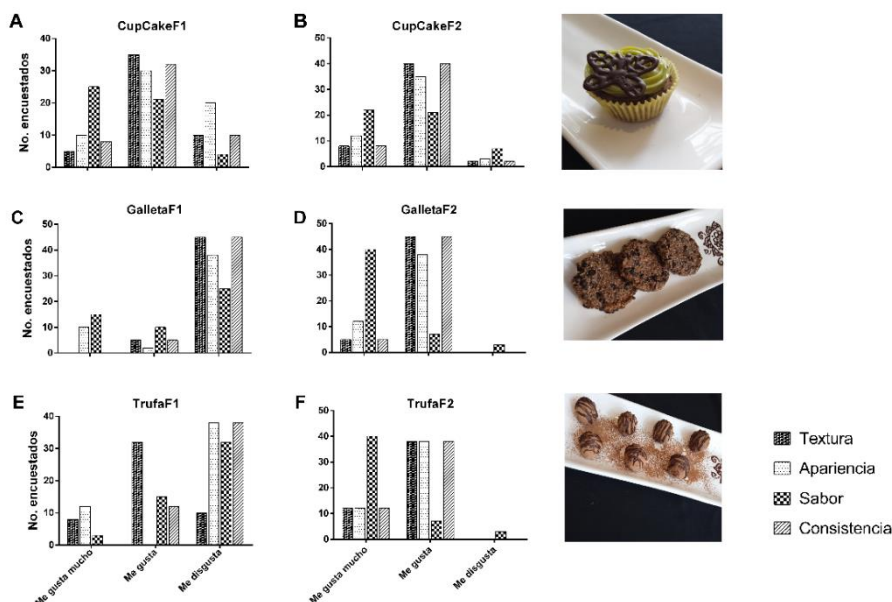 A
CupCakeF1
No. encuestados
40
30
20
10
0
B
CupCakeF2
50
40
30
20
10
0
C
GalletaF1
No. encuestados
50
40
30
20
10
0
D
GalletaF2
50
40
30
20
10
0
E
TrufaF1
No. encuestados
40
30
20
10
0
Me gusta mucho
Me gusta
Me disgusta
F
TrufaF2
50
40
30
20
10
0
Me gusta mucho
Me gusta
Me disgusta
Textura
Apariencia
Sabor
Consistencia